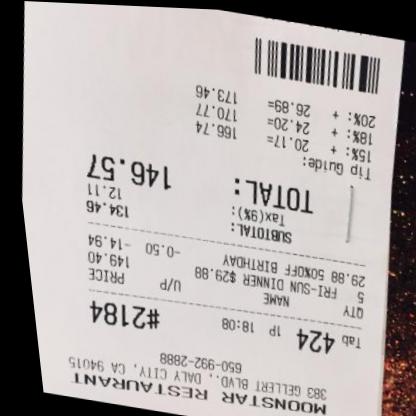 MOONSTAR RESTAURANT
383 GELLERT BLVD., DALY CITY, CA 94015
650-992-2888
Tab 424 1P 18:08 #2184
QTY NAME U/P PRICE
5 FRI-SUN DINNER $29.88 149.40
29.88 50%OFF BIRTHDAY -0.50 -14.94
SUBTOTAL: 134.46
Tax(9%): 12.11
TOTAL: 146.57
Tip Guide:
15%: + 20.17= 166.74
18%: + 24.20= 170.77
20%: + 26.89= 173.46